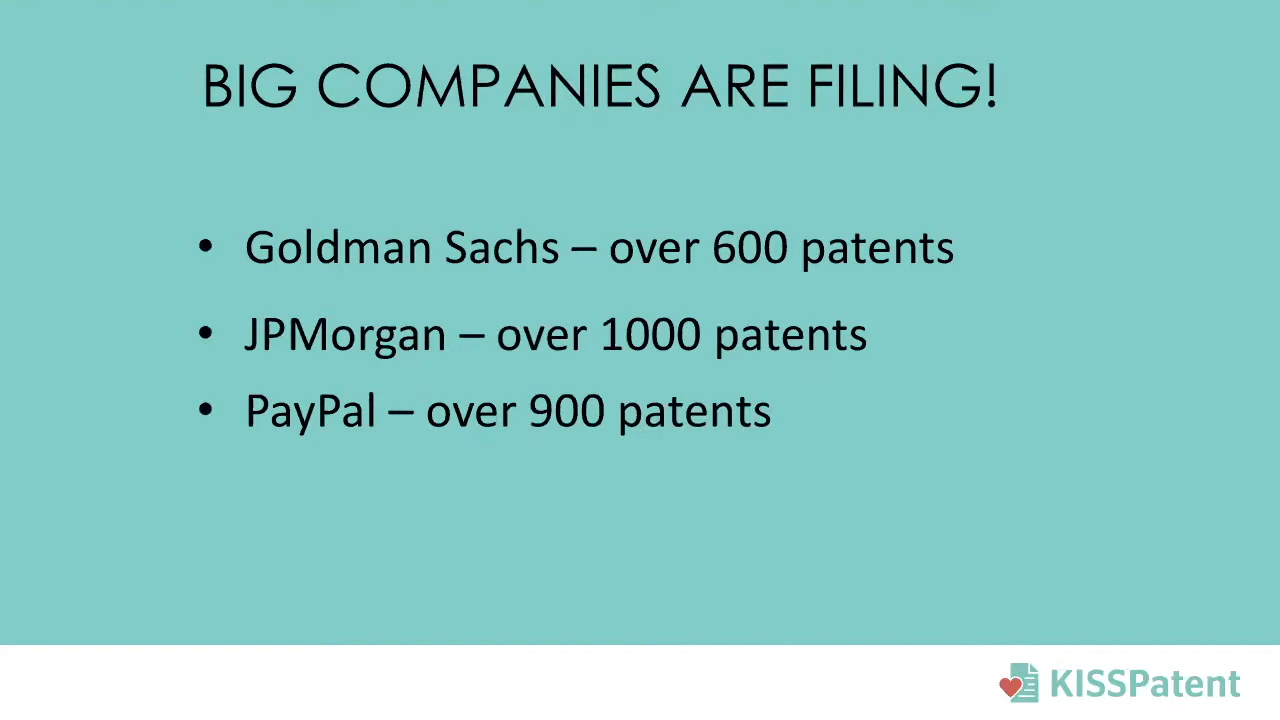 BIG COMPANIES ARE FILING!
• Goldman Sachs – over 600 patents
• JPMorgan – over 1000 patents
• PayPal – over 900 patents
KISSPatent